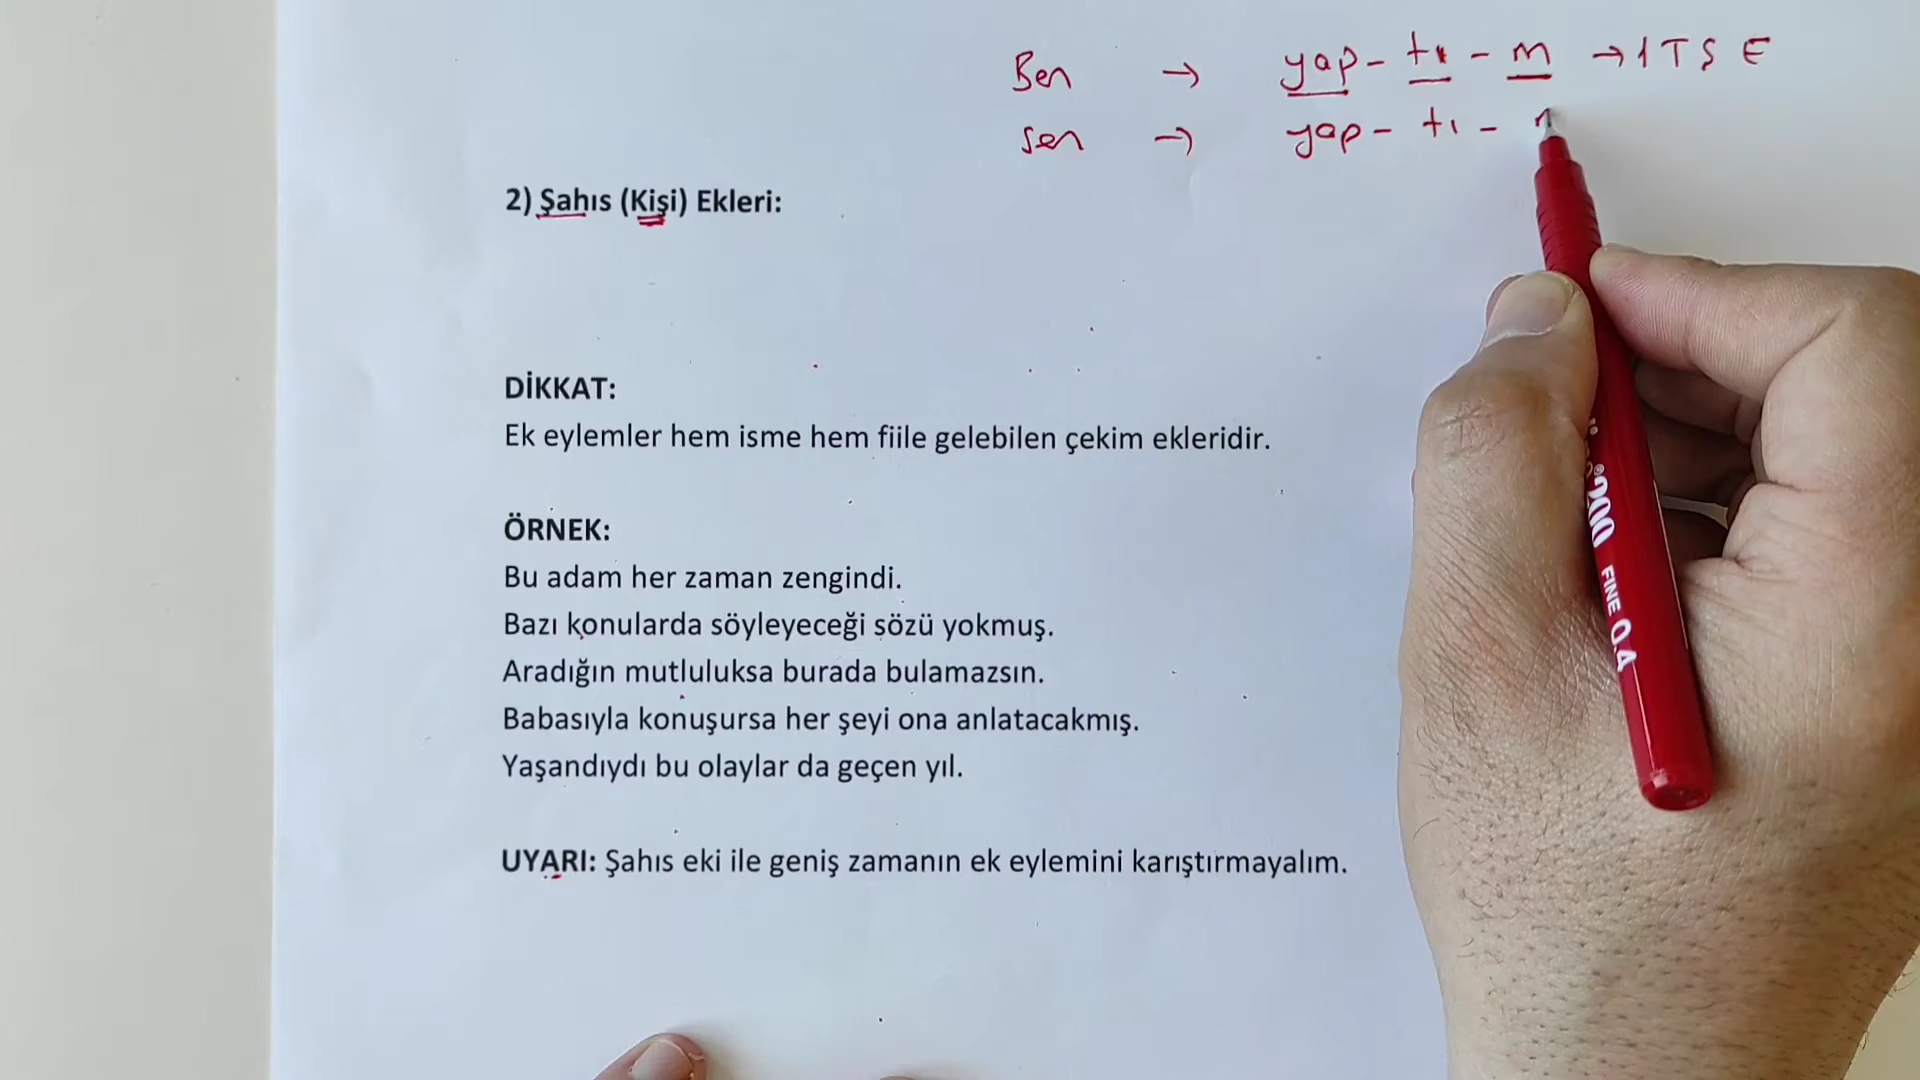 Ben → yap - tı - m → 1 T Ş E
sen → yap - tı - n
2) Şahıs (Kişi) Ekleri:
DİKKAT:
Ek eylemler hem isme hem fiile gelebilen çekim ekleridir.
ÖRNEK:
Bu adam her zaman zengindi.
Bazı konularda söyleyeceği sözü yokmuş.
Aradığın mutluluksa burada bulamazsın.
Babasıyla konuşursa her şeyi ona anlatacakmış.
Yaşandıydı bu olaylar da geçen yıl.
UYARI: Şahıs eki ile geniş zamanın ek eylemini karıştırmayalım.
200 FINE 0.4